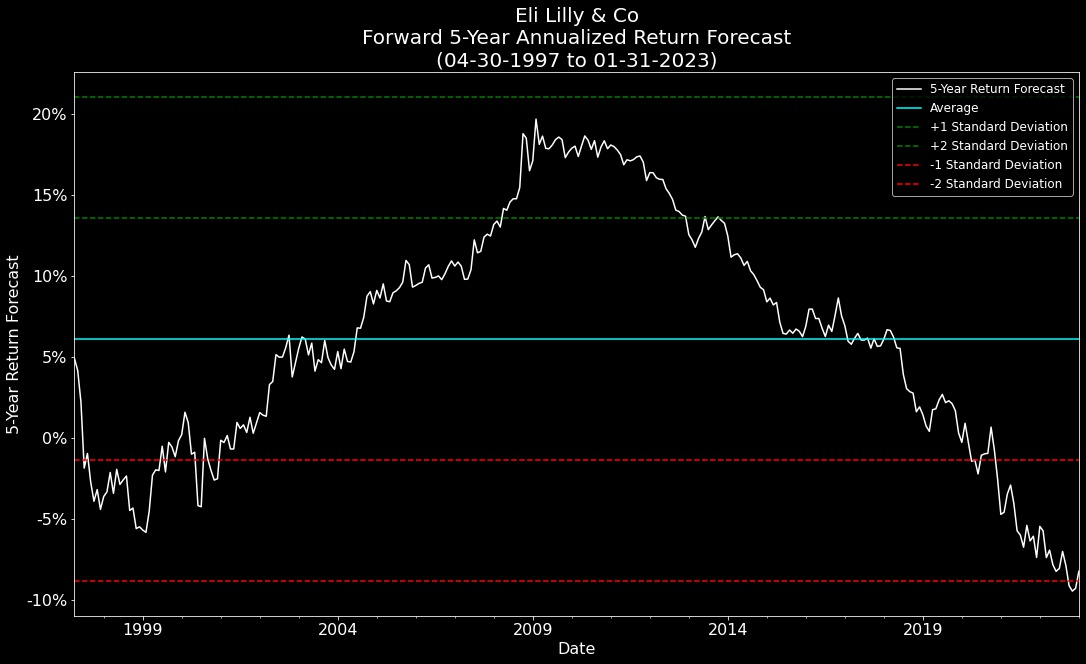 Eli Lilly & Co
Forward 5-Year Annualized Return Forecast
(04-30-1997 to 01-31-2023)
5-Year Return Forecast
Average
+1 Standard Deviation
+2 Standard Deviation
-1 Standard Deviation
-2 Standard Deviation
5-Year Return Forecast
20%
15%
10%
5%
0%
-5%
-10%
1999
2004
2009
2014
2019
Date